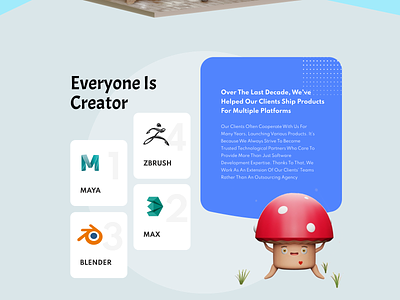 Everyone Is
Creator
1
MAYA
3
BLENDER
4
ZBRUSH
2
MAX
Over The Last Decade, We've
Helped Our Clients Ship Products
For Multiple Platforms
Our Clients Often Cooperate With Us For
Many Years, Launching Various Products. It's
Because We Always Strive To Become
Trusted Technological Partners Who Care To
Provide More Than Just Software
Development Expertise. Thanks To That, We
Work As An Extension Of Our Clients' Teams
Rather Than An Outsourcing Agency